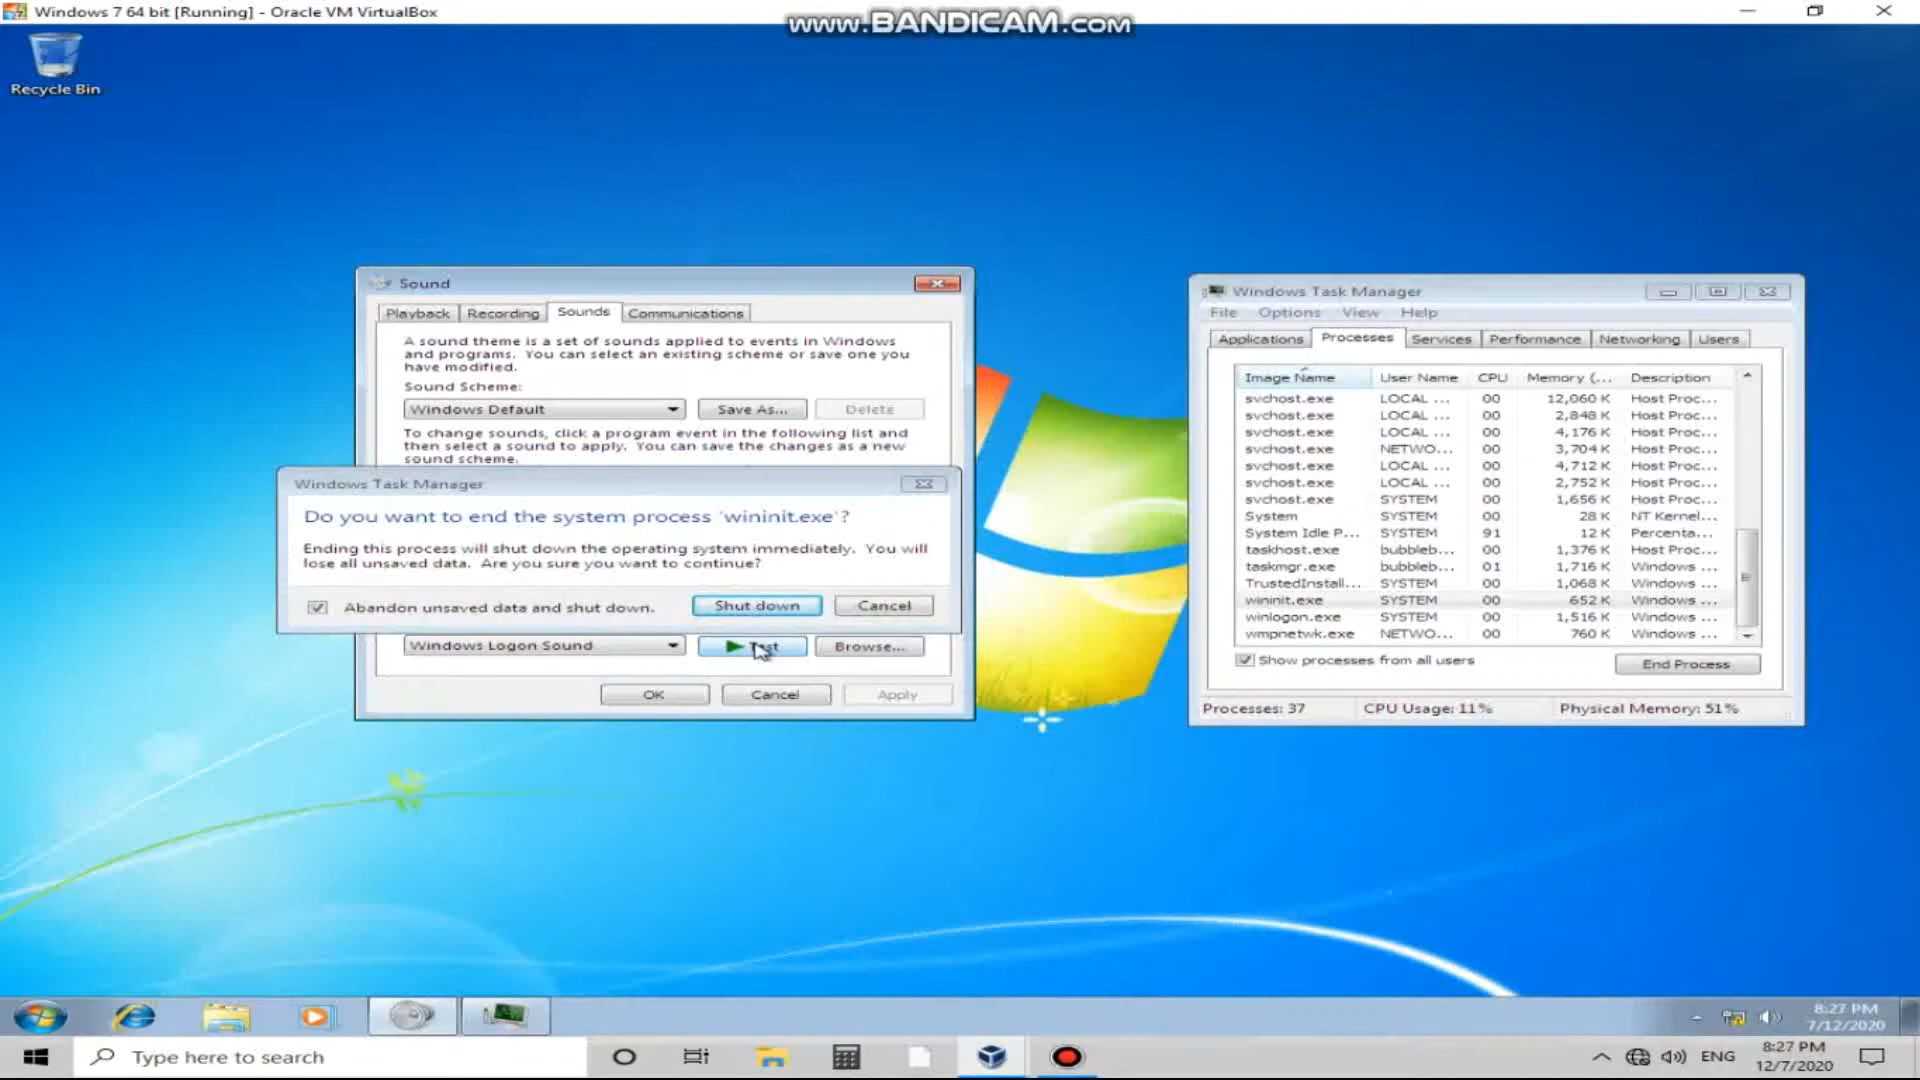 Windows 7 64 bit [Running] - Oracle VM VirtualBox
www.BANDICAM.com
Recycle Bin
Sound
Playback Recording Sounds Communications
A sound theme is a set of sounds applied to events in Windows
and programs. You can select an existing scheme or save one you
have modified.
Sound Scheme:
Windows Default Save As... Delete
To change sounds, click a program event in the following list and
then select a sound to apply. You can save the changes as a new
sound scheme.
Windows Task Manager
Do you want to end the system process 'wininit.exe'?
Ending this process will shut down the operating system immediately. You will
lose all unsaved data. Are you sure you want to continue?
Abandon unsaved data and shut down. Shut down Cancel
Windows Logon Sound Browse...
OK Cancel Apply
Windows Task Manager
File Options View Help
Applications Processes Services Performance Networking Users
Image Name User Name CPU Memory (... Description
svchost.exe LOCAL ... 00 12,060 K Host Proc...
svchost.exe LOCAL ... 00 2,848 K Host Proc...
svchost.exe LOCAL ... 00 4,176 K Host Proc...
svchost.exe NETWO... 00 3,704 K Host Proc...
svchost.exe LOCAL ... 00 4,712 K Host Proc...
svchost.exe LOCAL ... 00 2,752 K Host Proc...
svchost.exe SYSTEM 00 1,656 K Host Proc...
System SYSTEM 00 28 K NT Kernel...
System Idle P... SYSTEM 91 12 K Percenta...
taskhost.exe bubbleb... 00 1,376 K Host Proc...
taskmgr.exe bubbleb... 01 1,716 K Windows ...
TrustedInstall... SYSTEM 00 1,068 K Windows ...
wininit.exe SYSTEM 00 652 K Windows ...
winlogon.exe SYSTEM 00 1,516 K Windows ...
wmpnetwk.exe NETWO... 00 760 K Windows ...
Show processes from all users End Process
Processes: 37 CPU Usage: 11% Physical Memory: 51%
8:27 PM
7/12/2020
Type here to search
ENG
8:27 PM
12/7/2020